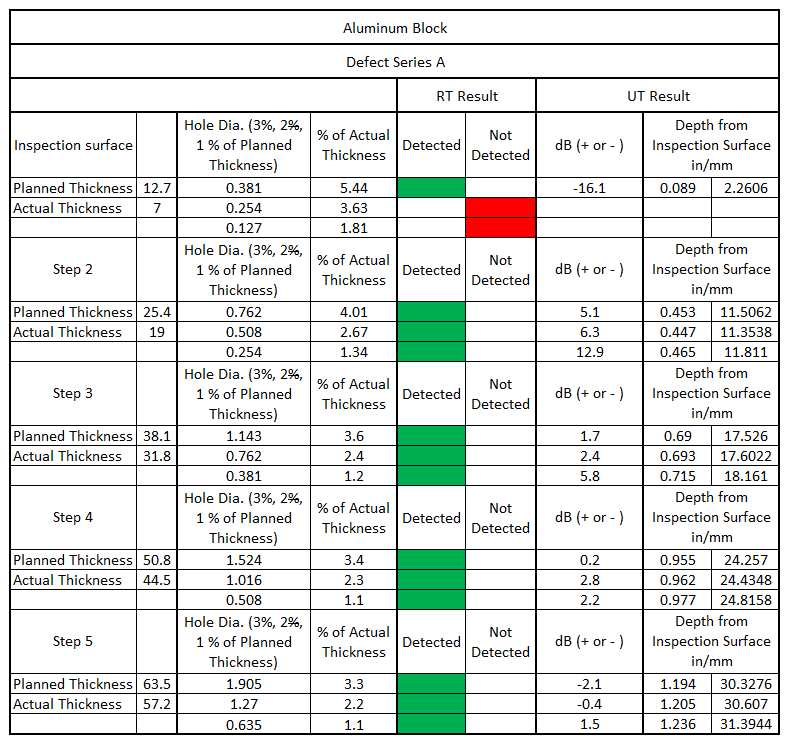 Aluminum Block
Defect Series A
RT Result UT Result
Inspection surface Hole Dia. (3%, 2%, 1 % of Planned Thickness) % of Actual Thickness Detected Not Detected dB (+ or - ) Depth from Inspection Surface in/mm
Planned Thickness 12.7 0.381 5.44 -16.1 0.089 2.2606
Actual Thickness 7 0.254 3.63
0.127 1.81
Step 2 Hole Dia. (3%, 2%, 1 % of Planned Thickness) % of Actual Thickness Detected Not Detected dB (+ or - ) Depth from Inspection Surface in/mm
Planned Thickness 25.4 0.762 4.01 5.1 0.453 11.5062
Actual Thickness 19 0.508 2.67 6.3 0.447 11.3538
0.254 1.34 12.9 0.465 11.811
Step 3 Hole Dia. (3%, 2%, 1 % of Planned Thickness) % of Actual Thickness Detected Not Detected dB (+ or - ) Depth from Inspection Surface in/mm
Planned Thickness 38.1 1.143 3.6 1.7 0.69 17.526
Actual Thickness 31.8 0.762 2.4 2.4 0.693 17.6022
0.381 1.2 5.8 0.715 18.161
Step 4 Hole Dia. (3%, 2%, 1 % of Planned Thickness) % of Actual Thickness Detected Not Detected dB (+ or - ) Depth from Inspection Surface in/mm
Planned Thickness 50.8 1.524 3.4 0.2 0.955 24.257
Actual Thickness 44.5 1.016 2.3 2.8 0.962 24.4348
0.508 1.1 2.2 0.977 24.8158
Step 5 Hole Dia. (3%, 2%, 1 % of Planned Thickness) % of Actual Thickness Detected Not Detected dB (+ or - ) Depth from Inspection Surface in/mm
Planned Thickness 63.5 1.905 3.3 -2.1 1.194 30.3276
Actual Thickness 57.2 1.27 2.2 -0.4 1.205 30.607
0.635 1.1 1.5 1.236 31.3944